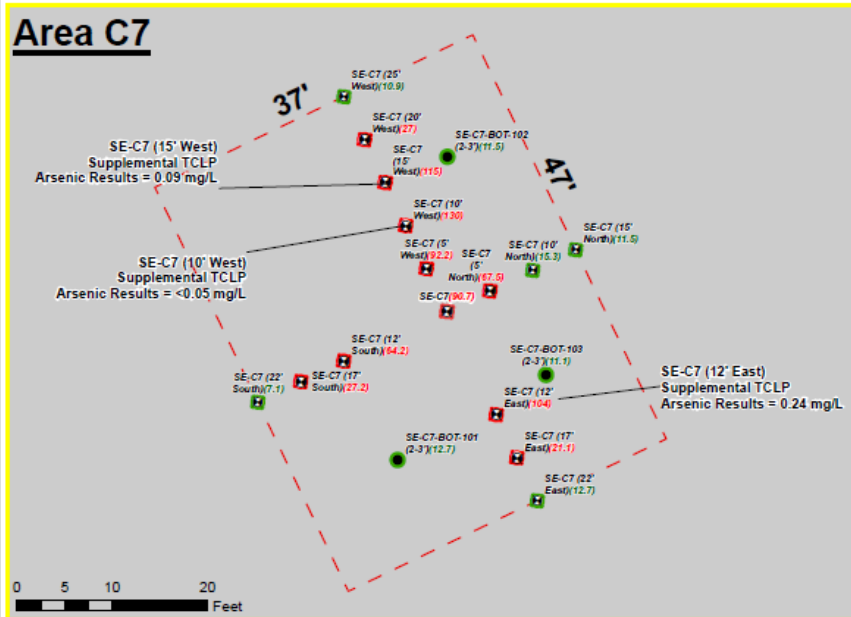 Area C7
SE-C7 (25'
West)(10.9)
37'
SE-C7 (20'
West)(27)
SE-C7-BOT-102
(2-3')(11.5)
SE-C7 (15' West)
Supplemental TCLP
Arsenic Results = 0.09 mg/L
SE-C7
(15'
West)(115)
47'
SE-C7 (10'
West)(130)
SE-C7 (15'
North)(11.5)
SE-C7 (5'
West)(92.2)
SE-C7
(5'
North)(67.5)
SE-C7 (10'
North)(15.3)
SE-C7 (10' West)
Supplemental TCLP
Arsenic Results = <0.05 mg/L
SE-C7(90.7)
SE-C7 (12'
South)(64.2)
SE-C7-BOT-103
(2-3')(11.1)
SE-C7 (22'
South)(7.1)
SE-C7 (17'
South)(27.2)
SE-C7 (12'
East)(104)
SE-C7 (12' East)
Supplemental TCLP
Arsenic Results = 0.24 mg/L
SE-C7-BOT-101
(2-3')(12.7)
SE-C7 (17'
East)(21.1)
SE-C7 (22'
East)(12.7)
0 5 10 20
Feet